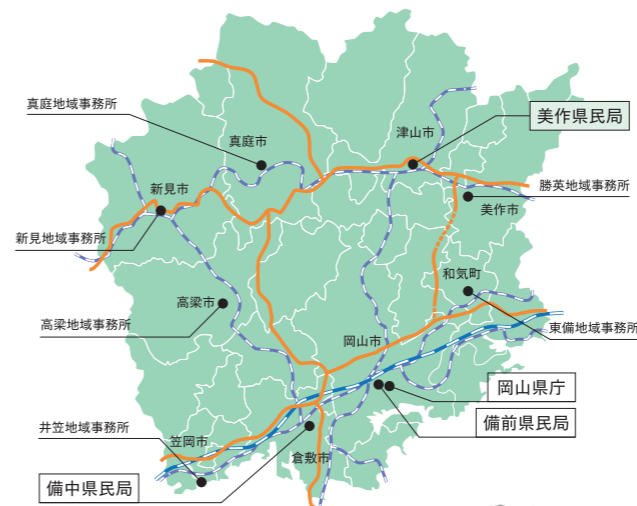 真庭地域事務所
真庭市
津山市
美作県民局
新見市
美作市
勝英地域事務所
新見地域事務所
和気町
高梁市
高梁地域事務所
岡山市
東備地域事務所
岡山県庁
備前県民局
井笠地域事務所
笠岡市
倉敷市
備中県民局